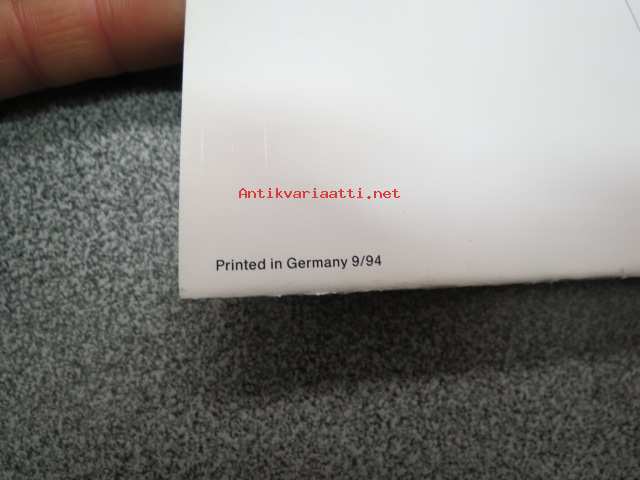 Antikvariaatti.net
Printed in Germany 9/94